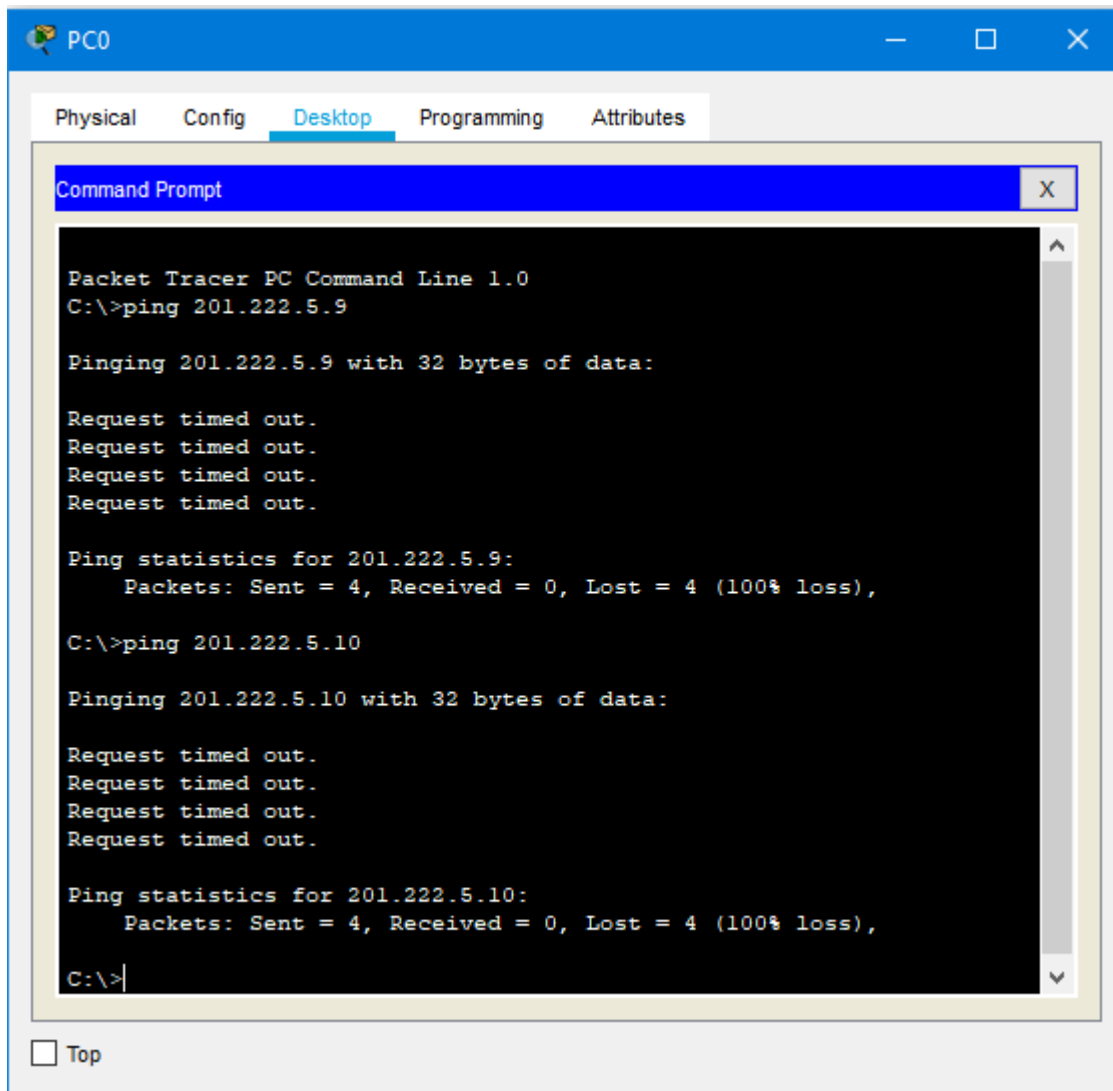 PC0
Physical Config Desktop Programming Attributes
Command Prompt
X
Packet Tracer PC Command Line 1.0
C:\>ping 201.222.5.9
Pinging 201.222.5.9 with 32 bytes of data:
Request timed out.
Request timed out.
Request timed out.
Request timed out.
Ping statistics for 201.222.5.9:
    Packets: Sent = 4, Received = 0, Lost = 4 (100% loss),
C:\>ping 201.222.5.10
Pinging 201.222.5.10 with 32 bytes of data:
Request timed out.
Request timed out.
Request timed out.
Request timed out.
Ping statistics for 201.222.5.10:
    Packets: Sent = 4, Received = 0, Lost = 4 (100% loss),
C:\>
Top